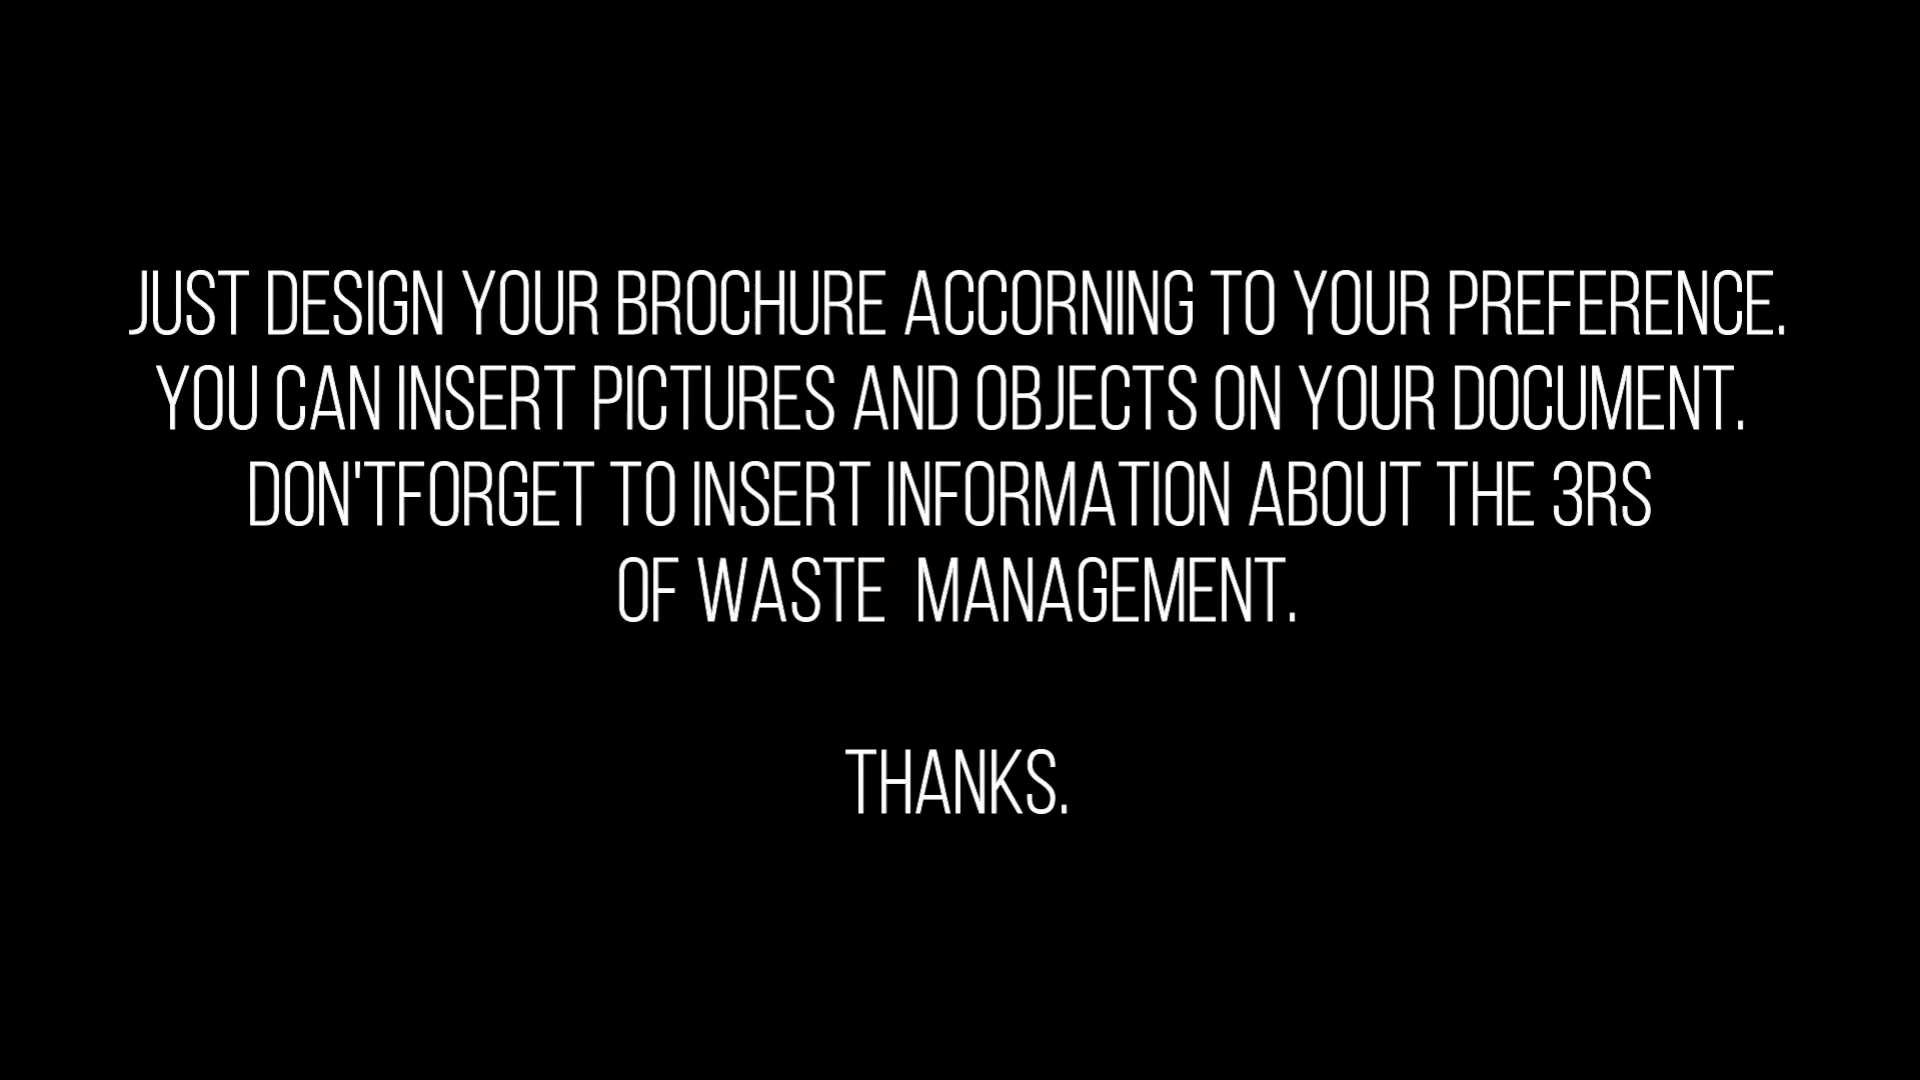 JUST DESIGN YOUR BROCHURE ACCORNING TO YOUR PREFERENCE.
YOU CAN INSERT PICTURES AND OBJECTS ON YOUR DOCUMENT.
DON'TFORGET TO INSERT INFORMATION ABOUT THE 3RS
OF WASTE  MANAGEMENT.
THANKS.